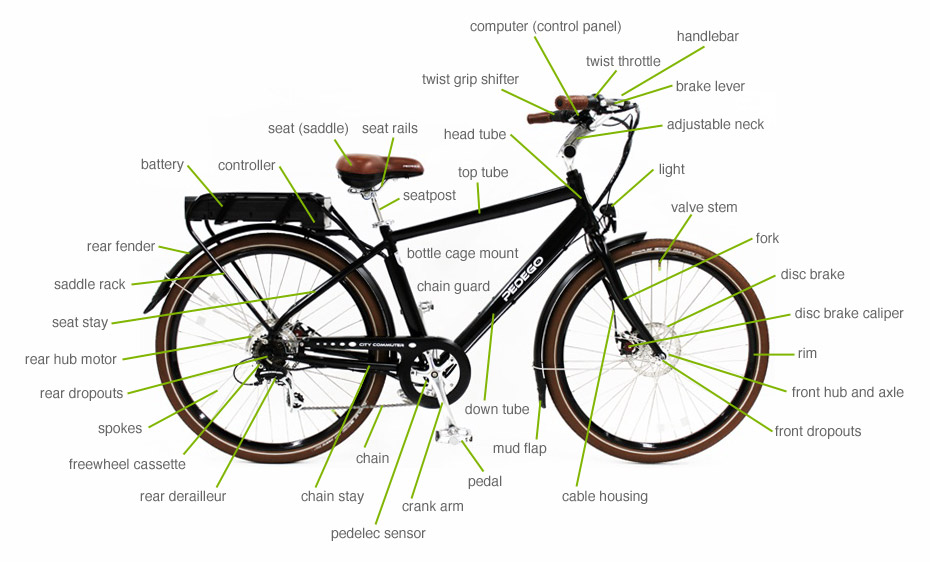 computer (control panel)
handlebar
twist throttle
twist grip shifter
brake lever
seat (saddle)
seat rails
head tube
adjustable neck
battery
controller
top tube
light
seatpost
valve stem
rear fender
bottle cage mount
fork
saddle rack
chain guard
PEDEGO
disc brake
seat stay
disc brake caliper
CITY COMMUTER
rear hub motor
rim
rear dropouts
front hub and axle
spokes
down tube
front dropouts
freewheel cassette
chain
mud flap
rear derailleur
chain stay
pedal
cable housing
crank arm
pedelec sensor